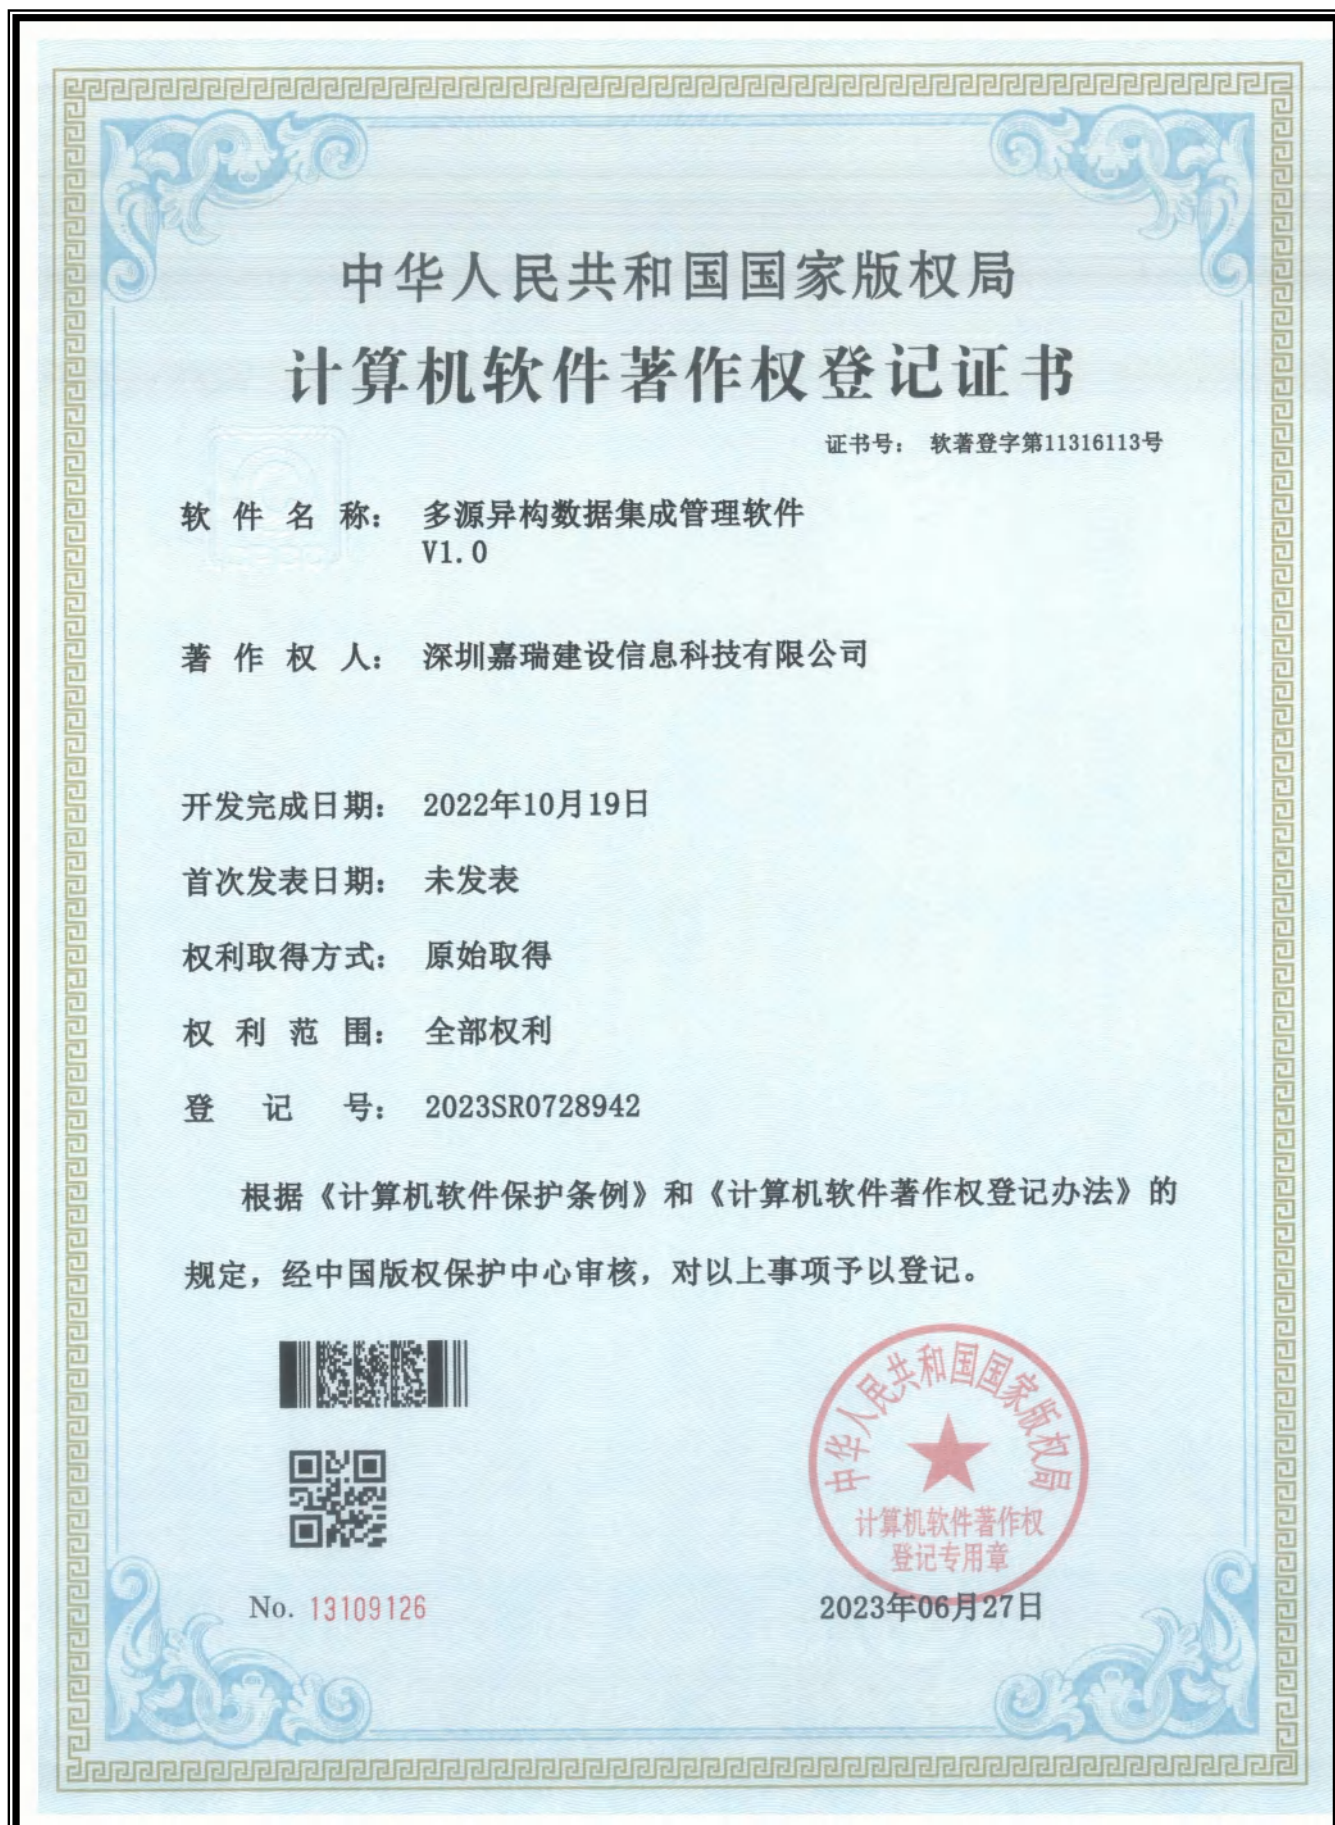 中华人民共和国国家版权局
计算机软件著作权登记证书
证书号： 软著登字第11316113号
软件名称： 多源异构数据集成管理软件
V1.0
著作权人： 深圳嘉瑞建设信息科技有限公司
开发完成日期： 2022年10月19日
首次发表日期： 未发表
权利取得方式： 原始取得
权利范围： 全部权利
登记号： 2023SR0728942
根据《计算机软件保护条例》和《计算机软件著作权登记办法》的
规定，经中国版权保护中心审核，对以上事项予以登记。
中华人民共和国国家版权局
计算机软件著作权
登记专用章
No. 13109126
2023年06月27日